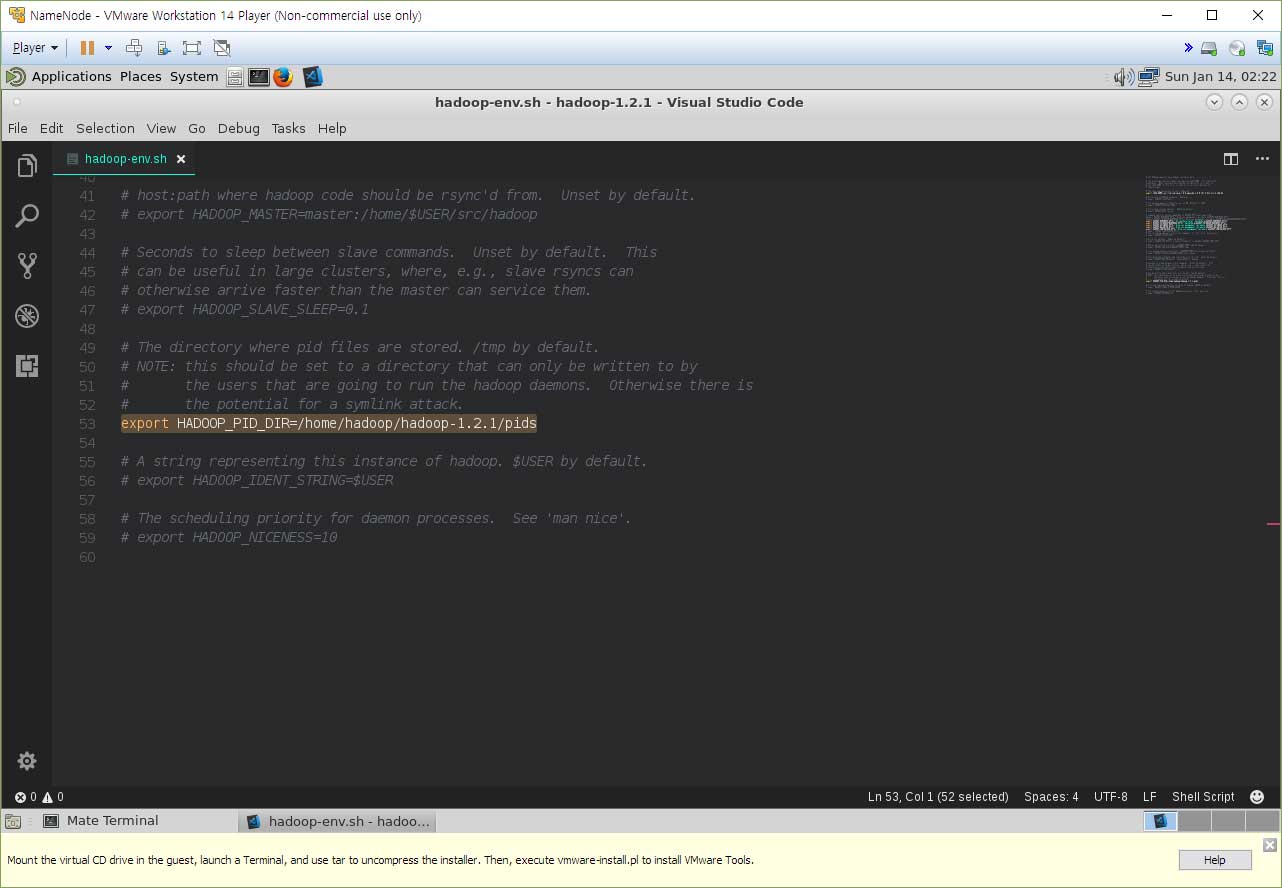 NameNode - VMware Workstation 14 Player (Non-commercial use only)
Player
Applications Places System
Sun Jan 14, 02:22
hadoop-env.sh - hadoop-1.2.1 - Visual Studio Code
File Edit Selection View Go Debug Tasks Help
hadoop-env.sh
40
41 # host:path where hadoop code should be rsync'd from.  Unset by default.
42 # export HADOOP_MASTER=master:/home/$USER/src/hadoop
43
44 # Seconds to sleep between slave commands.  Unset by default.  This
45 # can be useful in large clusters, where, e.g., slave rsyncs can
46 # otherwise arrive faster than the master can service them.
47 # export HADOOP_SLAVE_SLEEP=0.1
48
49 # The directory where pid files are stored. /tmp by default.
50 # NOTE: this should be set to a directory that can only be written to by
51 #       the users that are going to run the hadoop daemons.  Otherwise there is
52 #       the potential for a symlink attack.
53 export HADOOP_PID_DIR=/home/hadoop/hadoop-1.2.1/pids
54
55 # A string representing this instance of hadoop. $USER by default.
56 # export HADOOP_IDENT_STRING=$USER
57
58 # The scheduling priority for daemon processes.  See 'man nice'.
59 # export HADOOP_NICENESS=10
60
0 0 Ln 53, Col 1 (52 selected) Spaces: 4 UTF-8 LF Shell Script
Mate Terminal hadoop-env.sh - hadoo...
Mount the virtual CD drive in the guest, launch a Terminal, and use tar to uncompress the installer. Then, execute vmware-install.pl to install VMware Tools.
Help